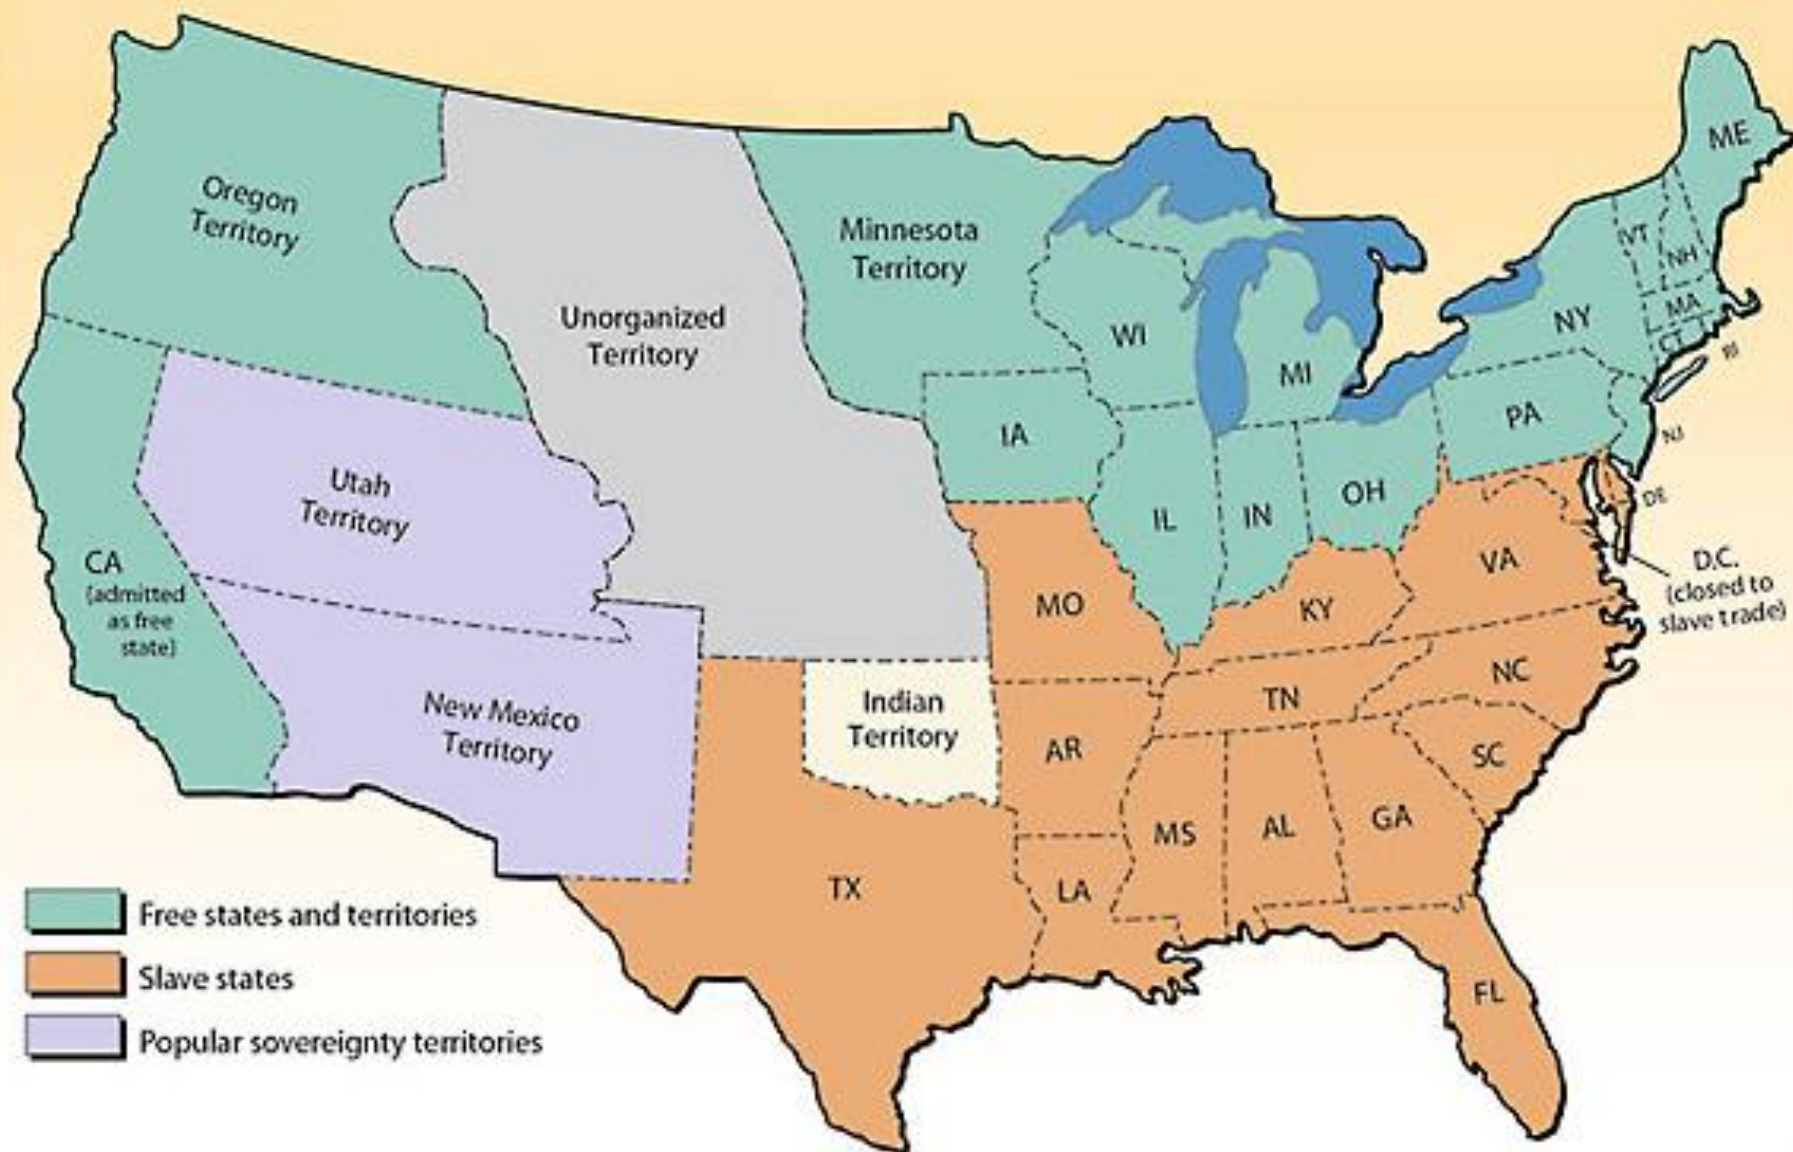 ME
Oregon
Territory
Minnesota
Territory
VT
NH
MA
CT
RI
NY
Unorganized
Territory
WI
MI
PA
NJ
IA
Utah
Territory
OH
IN
IL
DE
CA
(admitted
as free
state)
VA
D.C.
(closed to
slave trade)
MO
KY
NC
TN
Indian
Territory
New Mexico
Territory
AR
SC
MS
AL
GA
TX
LA
FL
Free states and territories
Slave states
Popular sovereignty territories